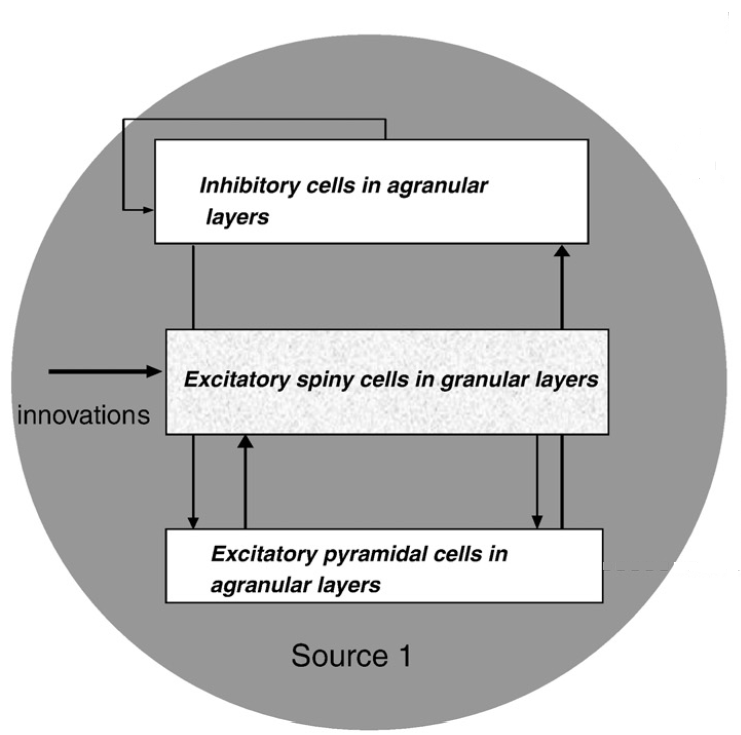 Inhibitory cells in agranular
layers
Excitatory spiny cells in granular layers
innovations
Excitatory pyramidal cells in
agranular layers
Source 1